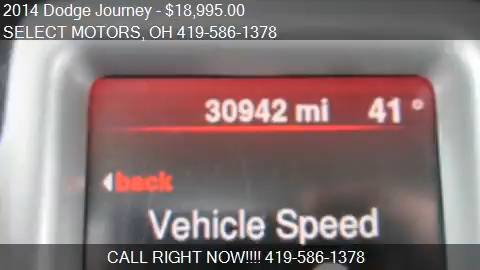 2014 Dodge Journey - $18,995.00
SELECT MOTORS, OH 419-586-1378
30942 mi 41°
back
Vehicle Speed
CALL RIGHT NOW!!!! 419-586-1378